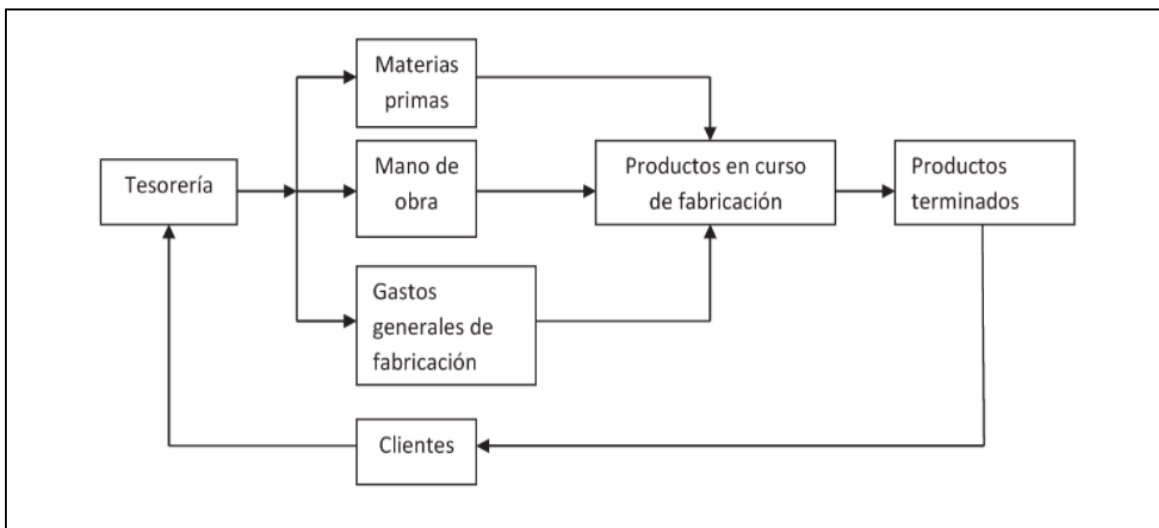 Materias
primas
Tesorería
Mano de
obra
Productos en curso
de fabricación
Productos
terminados
Gastos
generales de
fabricación
Clientes